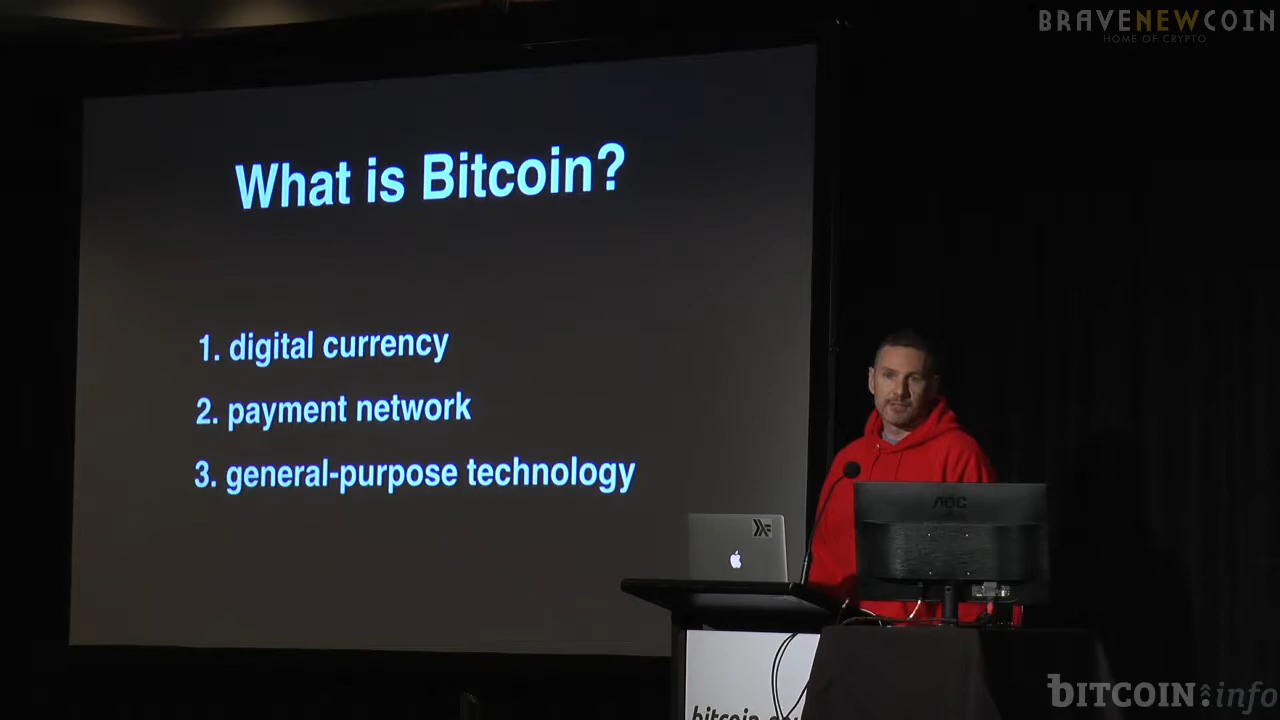 BRAVENEWCOIN
HOME OF CRYPTO
What is Bitcoin?
1. digital currency
2. payment network
3. general-purpose technology
AOC
BITCOIN:info